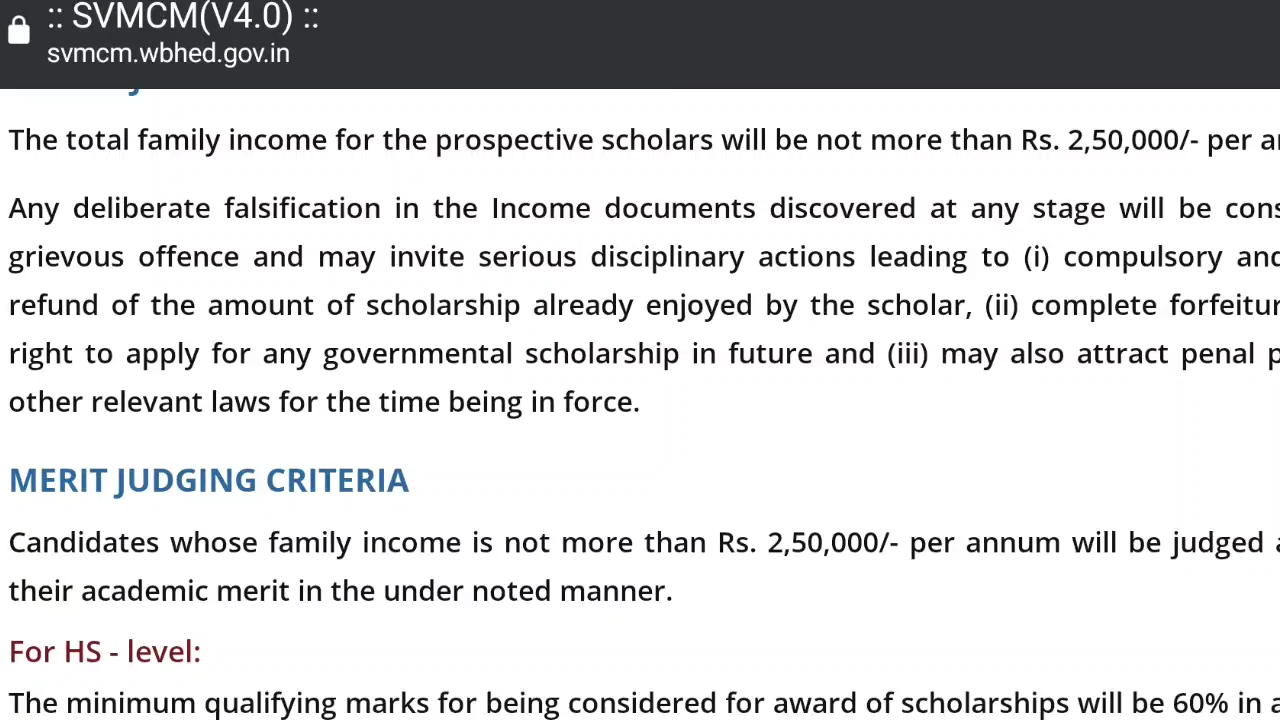 :: SVMCM(V4.0) ::
svmcm.wbhed.gov.in
The total family income for the prospective scholars will be not more than Rs. 2,50,000/- per
Any deliberate falsification in the Income documents discovered at any stage will be
grievous offence and may invite serious disciplinary actions leading to (i) compulsory
refund of the amount of scholarship already enjoyed by the scholar, (ii) complete
right to apply for any governmental scholarship in future and (iii) may also attract penal
other relevant laws for the time being in force.
MERIT JUDGING CRITERIA
Candidates whose family income is not more than Rs. 2,50,000/- per annum will be judged
their academic merit in the under noted manner.
For HS - level:
The minimum qualifying marks for being considered for award of scholarships will be 60% in